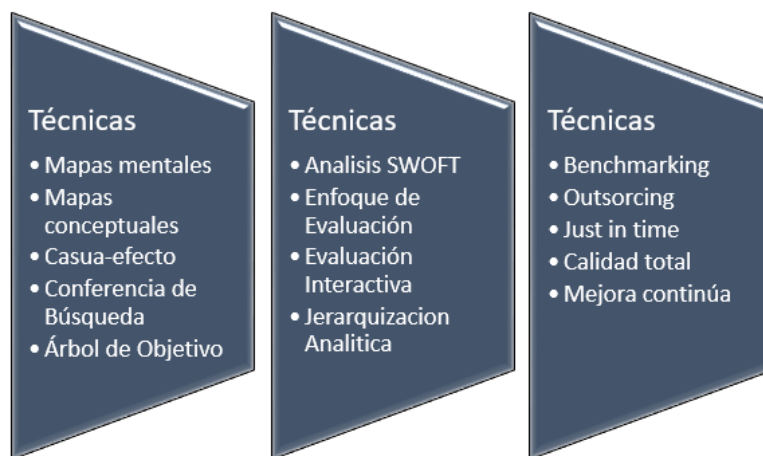 Técnicas
• Mapas mentales
• Mapas
conceptuales
• Casua-efecto
• Conferencia de
Búsqueda
• Árbol de Objetivo
Técnicas
• Analisis SWOFT
• Enfoque de
Evaluación
• Evaluación
Interactiva
• Jerarquizacion
Analitica
Técnicas
• Benchmarking
• Outsorcing
• Just in time
• Calidad total
• Mejora continúa